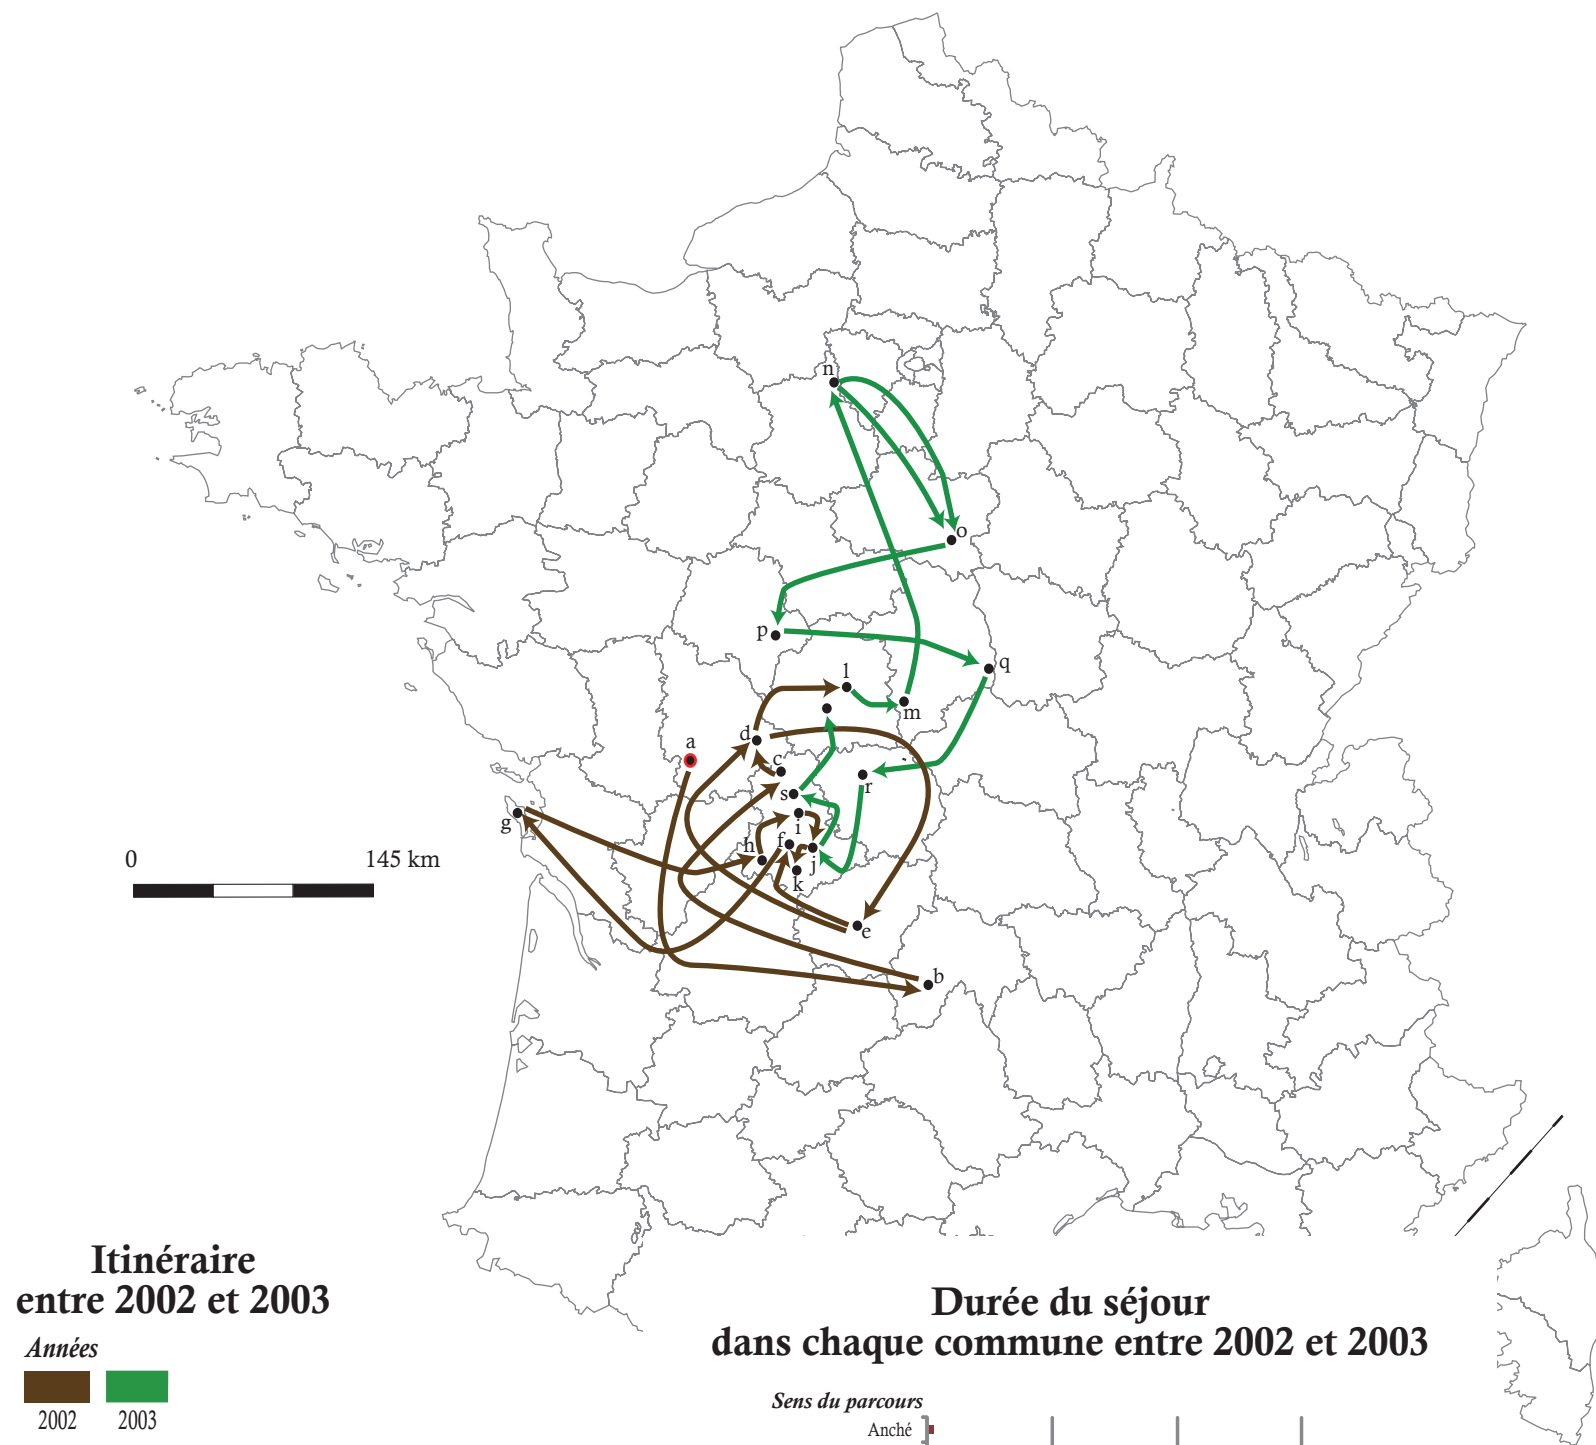 n
o
p
q
l
m
d
a
c
r
s
g
i
h
f
j
k
e
b
0 145 km
Itinéraire
entre 2002 et 2003
Années
2002 2003
Durée du séjour
dans chaque commune entre 2002 et 2003
Sens du parcours
Anché